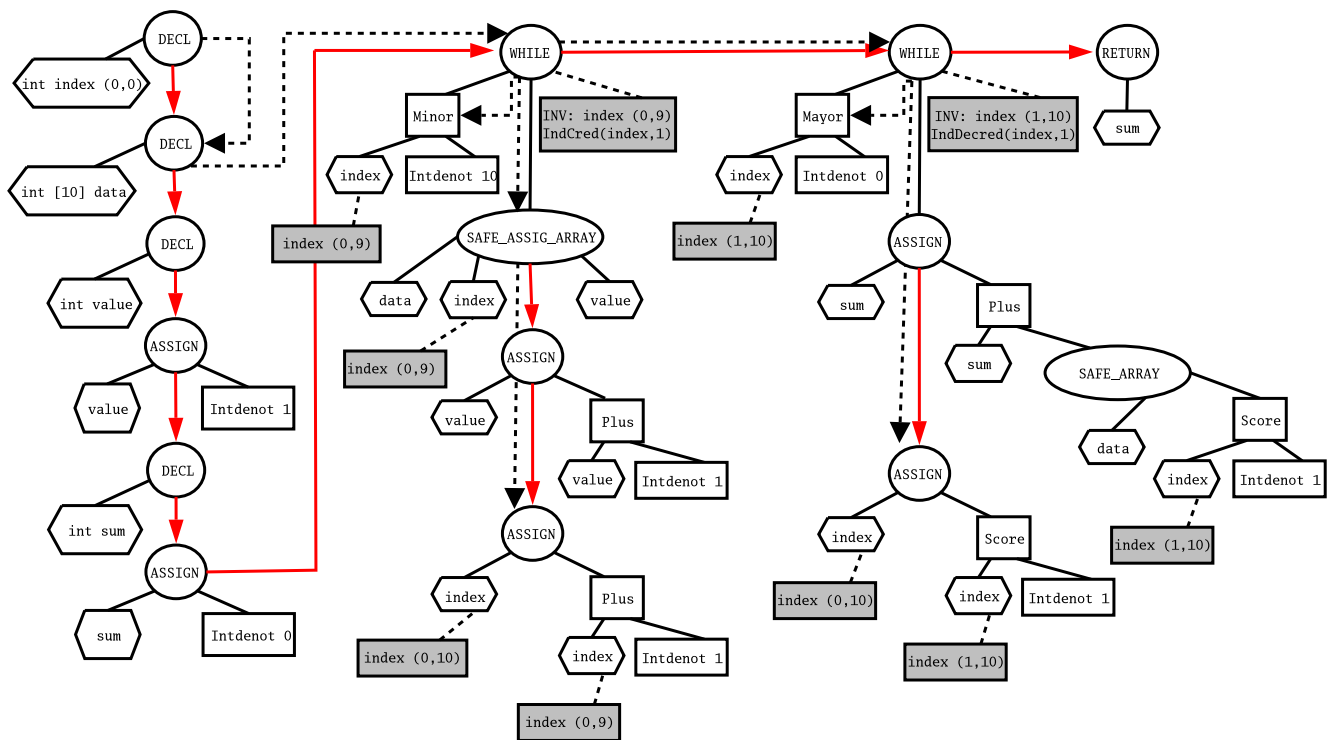 DECL
int index (0,0)
DECL
int [10] data
DECL
int value
ASSIGN
value
Intdenot 1
DECL
int sum
ASSIGN
sum
Intdenot 0
WHILE
Minor
INV: index (0,9)
IndCred(index,1)
index
Intdenot 10
index (0,9)
SAFE_ASSIG_ARRAY
data
index
value
index (0,9)
ASSIGN
value
Plus
value
Intdenot 1
ASSIGN
index
Plus
index (0,10)
index
Intdenot 1
index (0,9)
WHILE
Mayor
INV: index (1,10)
IndDecred(index,1)
index
Intdenot 0
index (1,10)
ASSIGN
sum
Plus
sum
SAFE_ARRAY
data
Score
index
Intdenot 1
index (1,10)
ASSIGN
index
Score
index (0,10)
index
Intdenot 1
index (1,10)
RETURN
sum